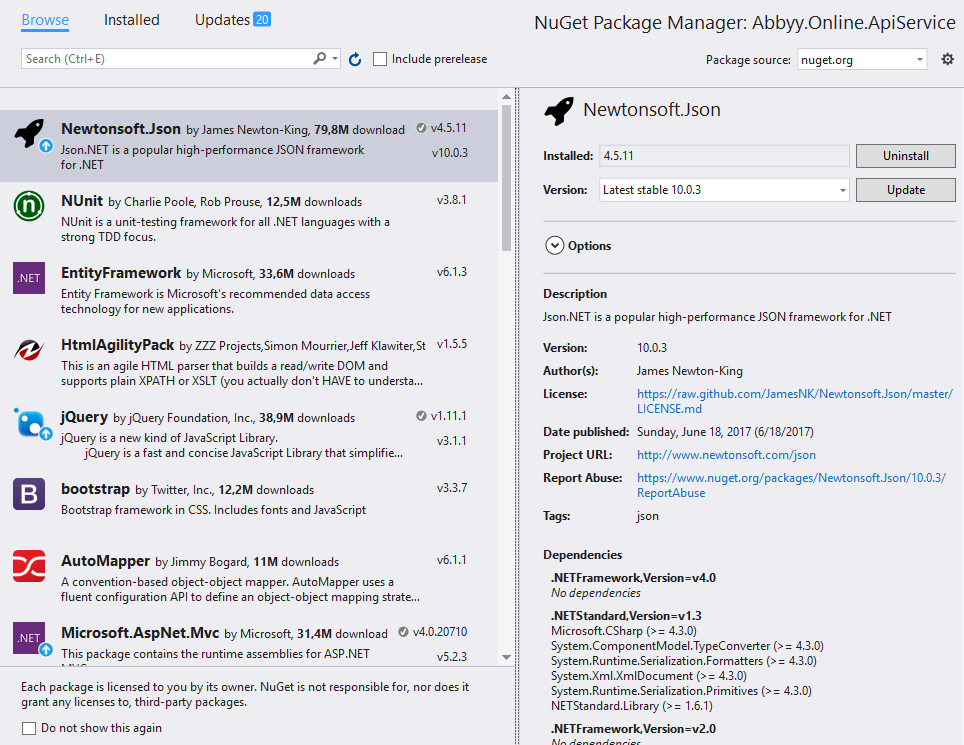 Browse Installed Updates 20
NuGet Package Manager: Abbyy.Online.ApiService
Search (Ctrl+E) Include prerelease
Package source: nuget.org
Newtonsoft.Json by James Newton-King, 79,8M download v4.5.11
Json.NET is a popular high-performance JSON framework v10.0.3
for .NET
NUnit by Charlie Poole, Rob Prouse, 12,5M downloads v3.8.1
NUnit is a unit-testing framework for all .NET languages with a
strong TDD focus.
.NET
EntityFramework by Microsoft, 33,6M downloads v6.1.3
Entity Framework is Microsoft's recommended data access
technology for new applications.
HtmlAgilityPack by ZZZ Projects,Simon Mourrier,Jeff Klawiter,St v1.5.5
This is an agile HTML parser that builds a read/write DOM and
supports plain XPATH or XSLT (you actually don't HAVE to understa...
jQuery by jQuery Foundation, Inc., 38,9M downloads v1.11.1
jQuery is a new kind of JavaScript Library. v3.1.1
jQuery is a fast and concise JavaScript Library that simplifie...
B
bootstrap by Twitter, Inc., 12,2M downloads v3.3.7
Bootstrap framework in CSS. Includes fonts and JavaScript
AutoMapper by Jimmy Bogard, 11M downloads v6.1.1
A convention-based object-object mapper. AutoMapper uses a
fluent configuration API to define an object-object mapping strate...
.NET
Microsoft.AspNet.Mvc by Microsoft, 31,4M download v4.0.20710
This package contains the runtime assemblies for ASP.NET v5.2.3
MVC
Each package is licensed to you by its owner. NuGet is not responsible for, nor does it
grant any licenses to, third-party packages.
Do not show this again
Newtonsoft.Json
Installed: 4.5.11 Uninstall
Version: Latest stable 10.0.3 Update
Options
Description
Json.NET is a popular high-performance JSON framework for .NET
Version: 10.0.3
Author(s): James Newton-King
License: https://raw.github.com/JamesNK/Newtonsoft.Json/master/
LICENSE.md
Date published: Sunday, June 18, 2017 (6/18/2017)
Project URL: http://www.newtonsoft.com/json
Report Abuse: https://www.nuget.org/packages/Newtonsoft.Json/10.0.3/
ReportAbuse
Tags: json
Dependencies
.NETFramework,Version=v4.0
No dependencies
.NETStandard,Version=v1.3
Microsoft.CSharp (>= 4.3.0)
System.ComponentModel.TypeConverter (>= 4.3.0)
System.Runtime.Serialization.Formatters (>= 4.3.0)
System.Xml.XmlDocument (>= 4.3.0)
System.Runtime.Serialization.Primitives (>= 4.3.0)
NETStandard.Library (>= 1.6.1)
.NETFramework,Version=v2.0
No dependencies